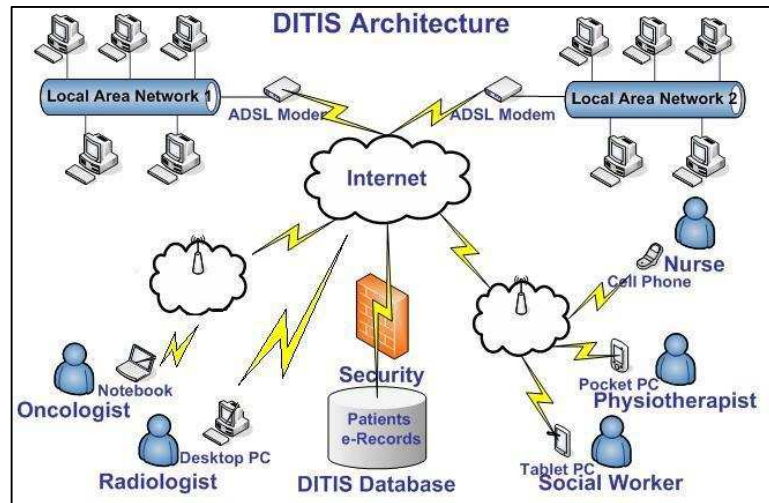 DITIS Architecture
Local Area Network 1
ADSL Modem
ADSL Modem
Local Area Network 2
Internet
Nurse
Cell Phone
Notebook
Oncologist
Security
Pocket PC
Physiotherapist
Patients
e-Records
Desktop PC
Radiologist
DITIS Database
Tablet PC
Social Worker